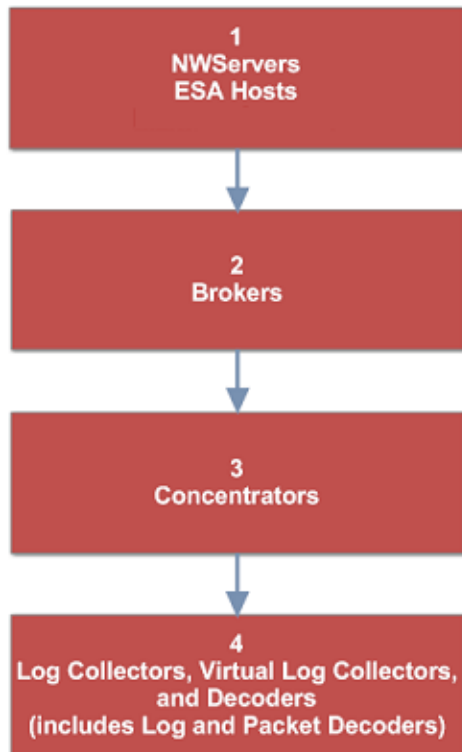 1
NWServers
ESA Hosts
2
Brokers
3
Concentrators
4
Log Collectors, Virtual Log Collectors,
and Decoders
(includes Log and Packet Decoders)